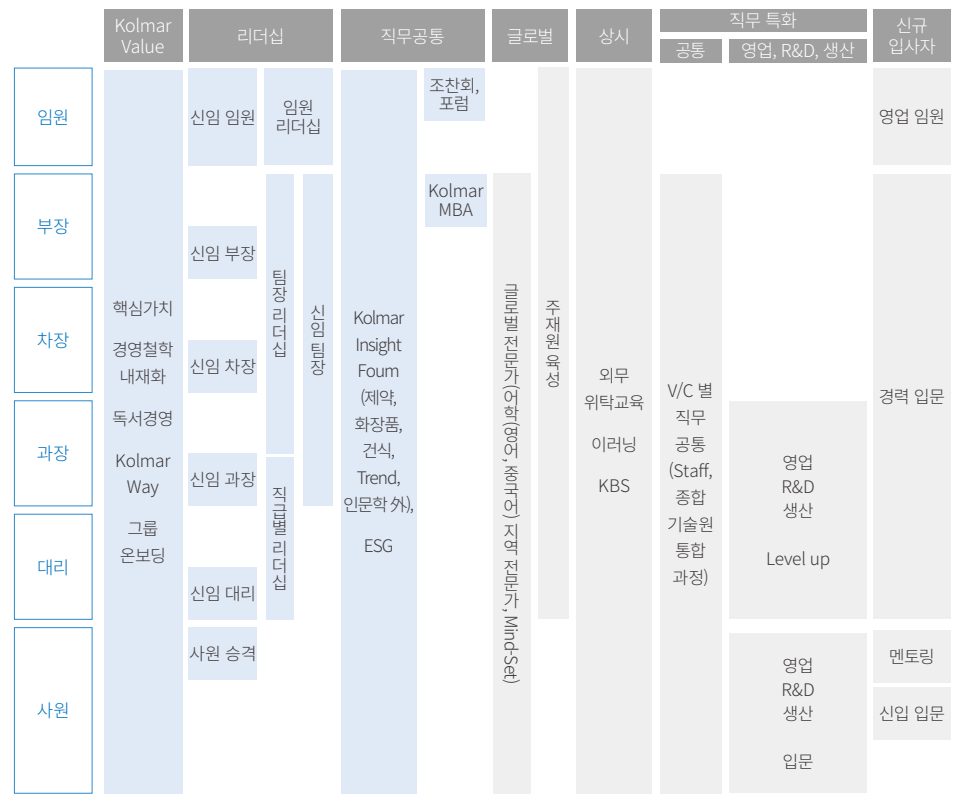 Kolmar
Value
리더십
직무공통
글로벌
상시
직무 특화
공통
영업, R&D, 생산
신규
입사자
임원
부장
차장
과장
대리
사원
핵심가치
경영철학
내재화
독서경영
Kolmar
Way
그룹
온보딩
신임 임원
신임 부장
신임 차장
신임 과장
신임 대리
사원 승격
임원
리더십
팀장 리더십
직급별 리더십
신임 팀장
Kolmar
Insight
Foum
(제약,
화장품,
건식,
Trend,
인문학 外),
ESG
조찬회,
포럼
Kolmar
MBA
글로벌 전문가(어학(영어, 중국어) 지역 전문가, Mind-Set)
주재원 육성
외무
위탁교육
이러닝
KBS
V/C 별
직무
공통
(Staff,
종합
기술원
통합
과정)
영업
R&D
생산
Level up
영업
R&D
생산
입문
영업 임원
경력 입문
멘토링
신입 입문